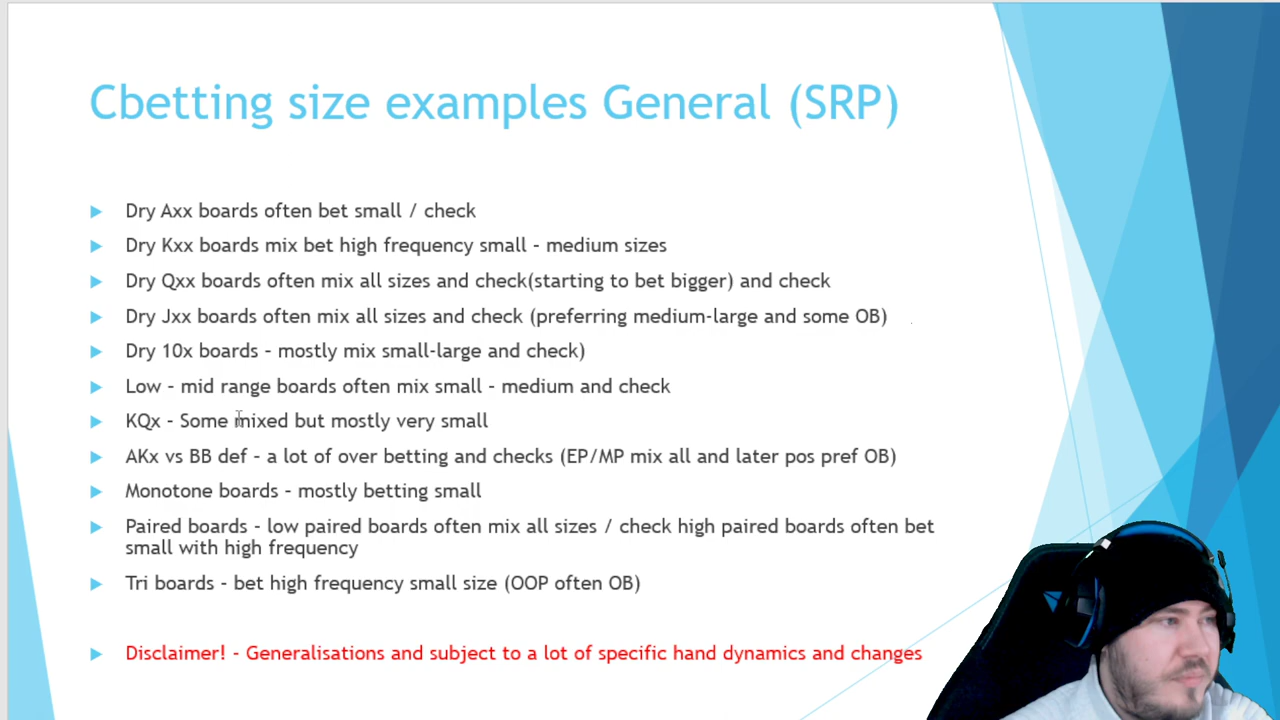 Cbetting size examples General (SRP)
Dry Axx boards often bet small / check
Dry Kxx boards mix bet high frequency small - medium sizes
Dry Qxx boards often mix all sizes and check(starting to bet bigger) and check
Dry Jxx boards often mix all sizes and check (preferring medium-large and some OB)
Dry 10x boards - mostly mix small-large and check)
Low - mid range boards often mix small - medium and check
KQx - Some mixed but mostly very small
AKx vs BB def - a lot of over betting and checks (EP/MP mix all and later pos pref OB)
Monotone boards - mostly betting small
Paired boards - low paired boards often mix all sizes / check high paired boards often bet
small with high frequency
Tri boards - bet high frequency small size (OOP often OB)
Disclaimer! - Generalisations and subject to a lot of specific hand dynamics and changes